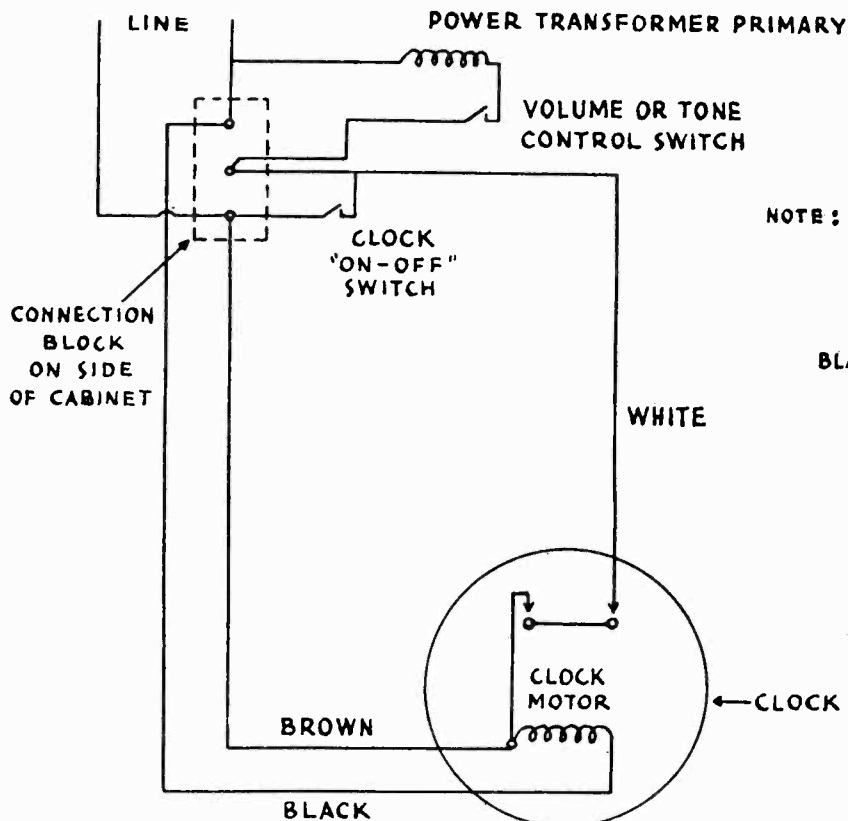 LINE
POWER TRANSFORMER PRIMARY
VOLUME OR TONE
CONTROL SWITCH
NOTE:
CLOCK
"ON-OFF"
SWITCH
CONNECTION
BLOCK
ON SIDE
OF CABINET
WHITE
CLOCK
MOTOR
CLOCK
BROWN
BLACK